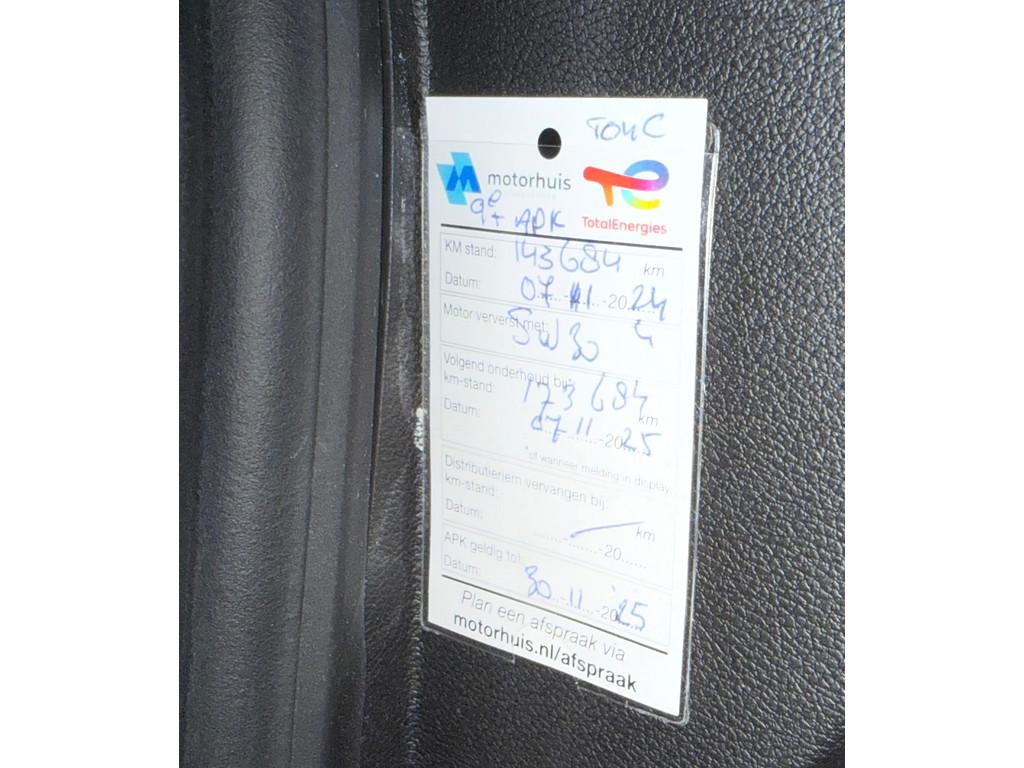 TOMC
motorhuis
TotalEnergies
9e + APK
KM stand: 143684 km
Datum: 07-11-2024
Motor ververst met: 5W30
Volgend onderhoud bij:
km-stand: 173684 km
Datum: 07-11-2025
*of wanneer melding in display
Distributieriem vervangen bij:
km-stand: km
Datum: ......-......-20......
APK geldig tot:
Datum: 30-11-2025
Plan een afspraak via
motorhuis.nl/afspraak